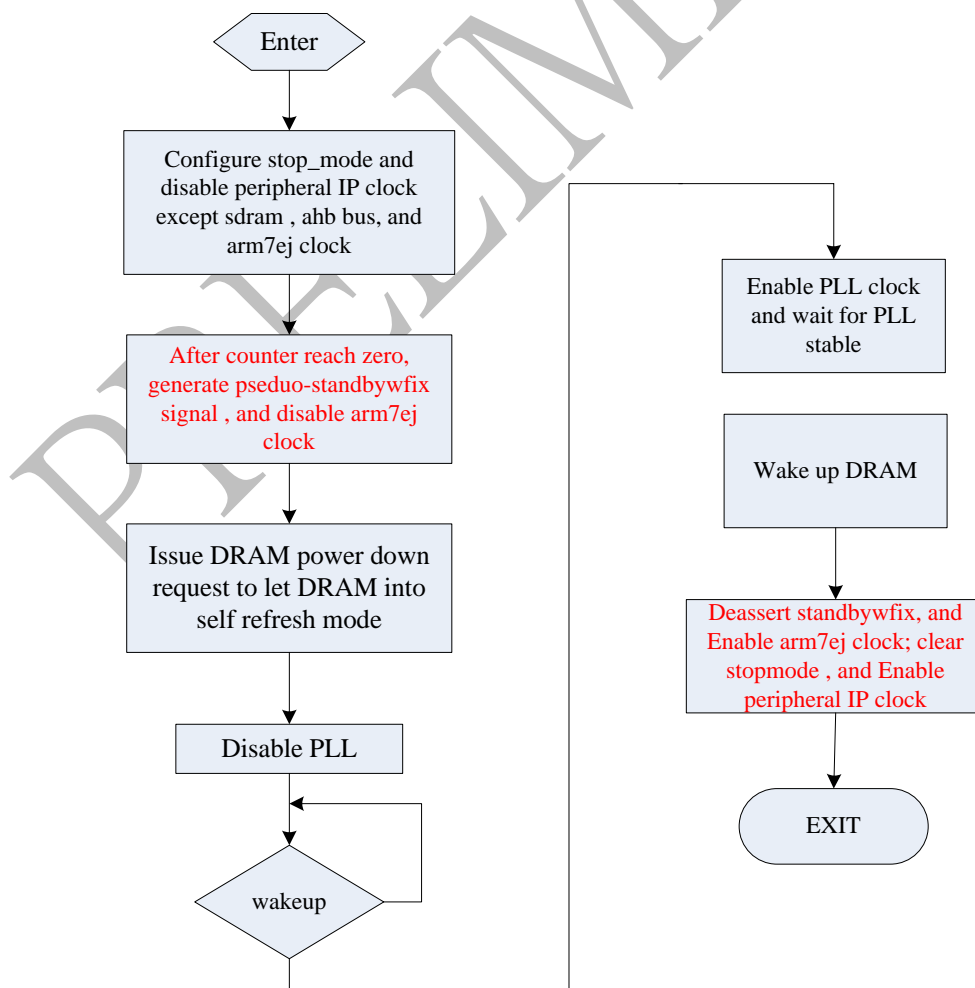 Enter
Configure stop_mode and
disable peripheral IP clock
except sdram , ahb bus, and
arm7ej clock
After counter reach zero,
generate pseduo-standbywfix
signal , and disable arm7ej
clock
Issue DRAM power down
request to let DRAM into
self refresh mode
Disable PLL
wakeup
Enable PLL clock
and wait for PLL
stable
Wake up DRAM
Deassert standbywfix, and
Enable arm7ej clock; clear
stopmode , and Enable
peripheral IP clock
EXIT
PRELIM